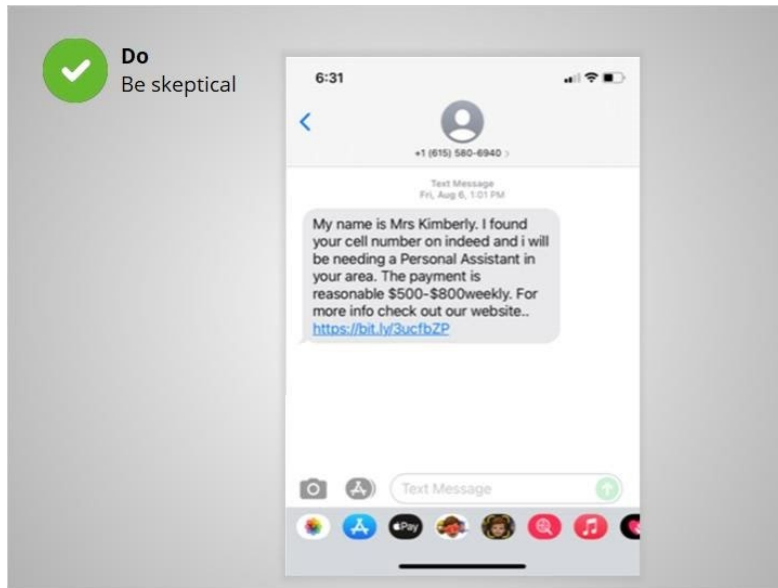 Do
Be skeptical
6:31
+1 (615) 580-6940 >
Text Message
Fri, Aug 6, 1:01 PM
My name is Mrs Kimberly. I found
your cell number on indeed and i will
be needing a Personal Assistant in
your area. The payment is
reasonable $500-$800weekly. For
more info check out our website..
https://bit.ly/3ucfbZP
Text Message
Pay